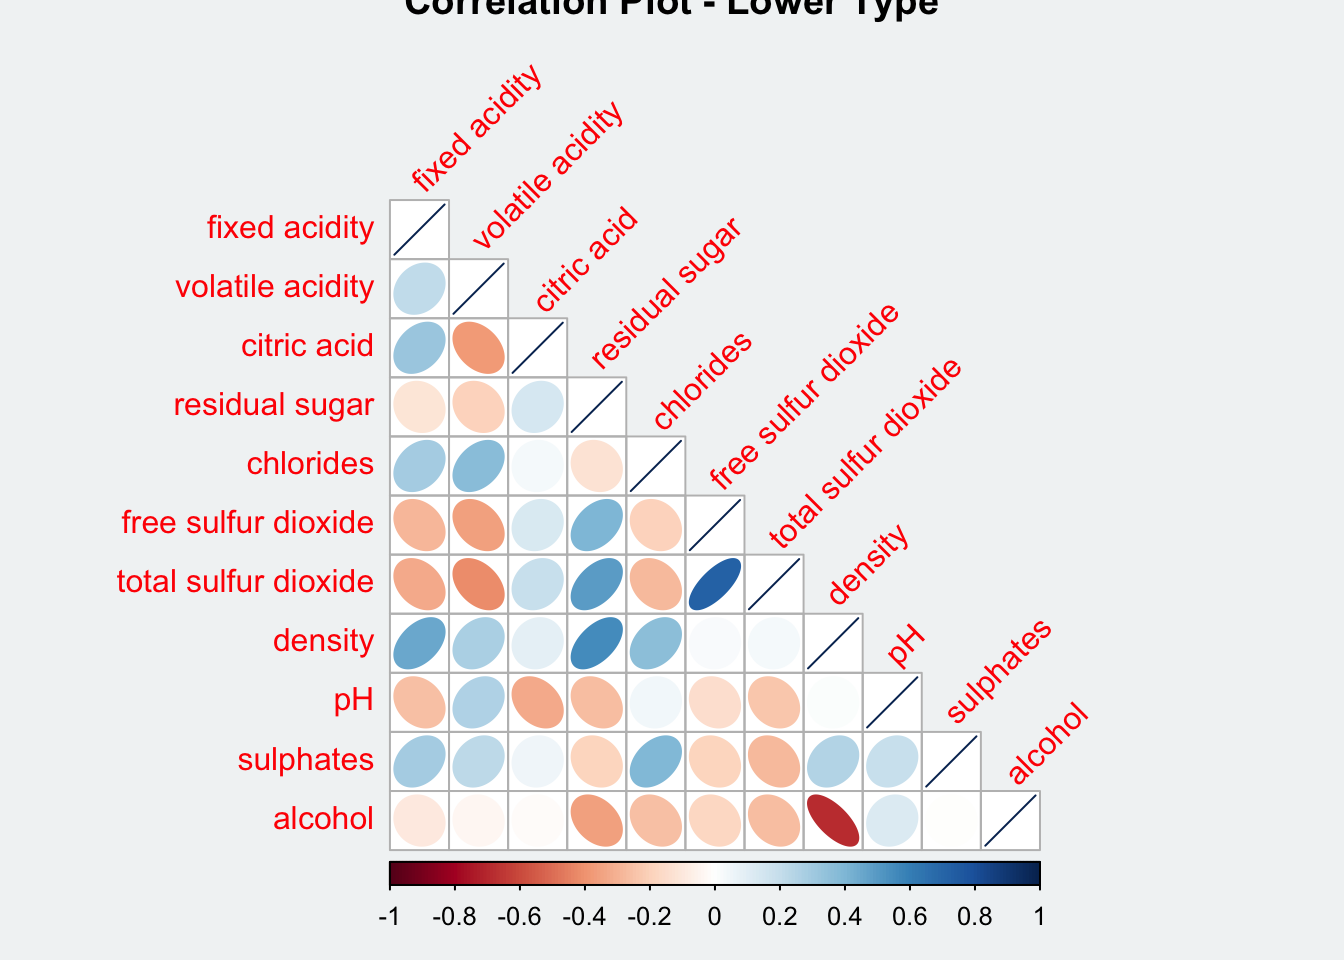 Correlation Plot - Lower Type
fixed acidity
volatile acidity
citric acid
residual sugar
chlorides
free sulfur dioxide
total sulfur dioxide
density
pH
sulphates
alcohol
fixed acidity
volatile acidity
citric acid
residual sugar
chlorides
free sulfur dioxide
total sulfur dioxide
density
pH
sulphates
alcohol
-1 -0.8 -0.6 -0.4 -0.2 0 0.2 0.4 0.6 0.8 1